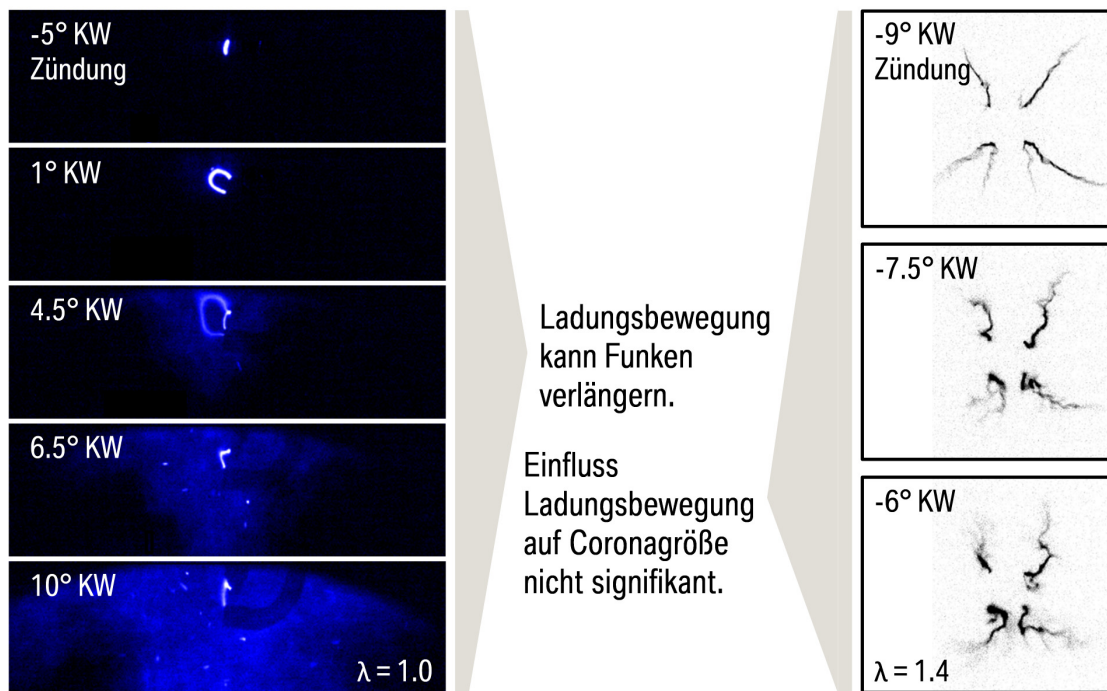 -5° KW
Zündung
1° KW
4.5° KW
6.5° KW
10° KW
λ = 1.0
Ladungsbewegung
kann Funken
verlängern.
Einfluss
Ladungsbewegung
auf Coronagröße
nicht signifikant.
-9° KW
Zündung
-7.5° KW
-6° KW
λ = 1.4